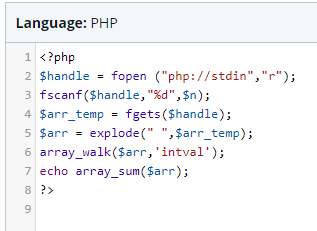 Language: PHP
1 <?php
2 $handle = fopen ("php://stdin","r");
3 fscanf($handle,"%d",$n);
4 $arr_temp = fgets($handle);
5 $arr = explode(" ",$arr_temp);
6 array_walk($arr,'intval');
7 echo array_sum($arr);
8 ?>
9